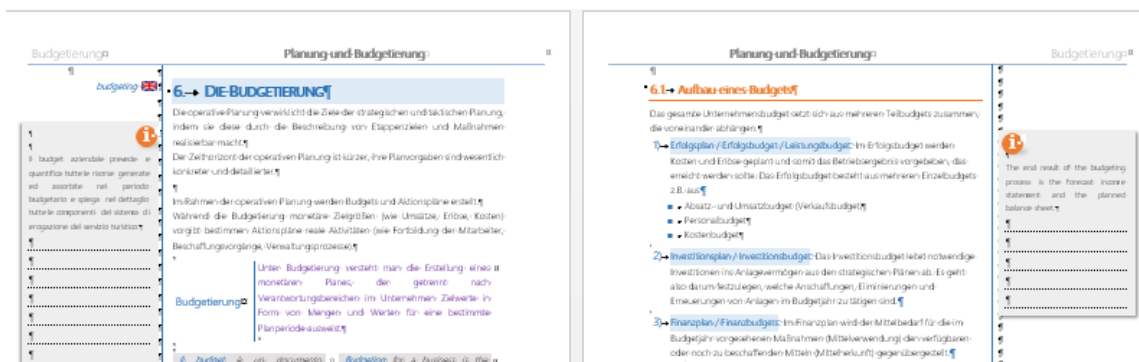 Budgetierung
Planung und Budgetierung
budgeting
6. DIE BUDGETIERUNG
Die operative Planung verwirklicht die Ziele der strategischen und taktischen Planung,
indem sie diese durch die Beschreibung von Etappenzielen und Maßnahmen
realisierbar macht.
Der Zeithorizont der operativen Planung ist kürzer, ihre Planvorgaben sind wesentlich
konkreter und detaillierter.
Im Rahmen der operativen Planung werden Budgets und Aktionspläne erstellt.
Während die Budgetierung monetäre Zielgrößen (wie Umsätze, Erlöse, Kosten)
vorgibt bestimmen Aktionspläne reale Aktivitäten (wie Fortbildung der Mitarbeiter,
Beschaffungsvorgänge, Verwaltungsprozesse).
Budgetierung
Unter Budgetierung versteht man die Erstellung eines
monetären Planes, der getrennt nach
Verantwortungsbereichen im Unternehmen Zielwerte in
Form von Mengen und Werten für eine bestimmte
Planperiode ausweist.
Il budget è un documento
Budgeting for a business is the
Il budget aziendale prevede e
quantifica tutte le risorse generate
ed assorbite nel periodo
budgetario e spiega nel dettaglio
tutte le componenti del sistema di
erogazione del servizio turistico.
Planung und Budgetierung
Budgetierung
6.1 Aufbau eines Budgets
Das gesamte Unternehmensbudget setzt sich aus mehreren Teilbudgets zusammen,
die voneinander abhängen.
1) Erfolgsplan / Erfolgsbudget / Leistungsbudget: Im Erfolgsbudget werden
Kosten und Erlöse geplant und somit das Betriebsergebnis vorgegeben, das
erreicht werden sollte. Das Erfolgsbudget besteht aus mehreren Einzelbudgets
z.B. aus
Absatz- und Umsatzbudget (Verkaufsbudget)
Personalbudget
Kostenbudget
2) Investitionsplan / Investitionsbudget: Das Investitionsbudget leitet notwendige
Investitionen ins Anlagevermögen aus den strategischen Plänen ab. Es geht
also darum festzulegen, welche Anschaffungen, Eliminierungen und
Erneuerungen von Anlagen im Budgetjahr zu tätigen sind.
3) Finanzplan / Finanzbudgets: Im Finanzplan wird der Mittelbedarf für die im
Budgetjahr vorgesehenen Maßnahmen (Mittelverwendung) den verfügbaren
oder noch zu beschaffenden Mitteln (Mittelherkunft) gegenübergestellt.
The end result of the budgeting
process is the forecast income
statement and the planned
balance sheet.